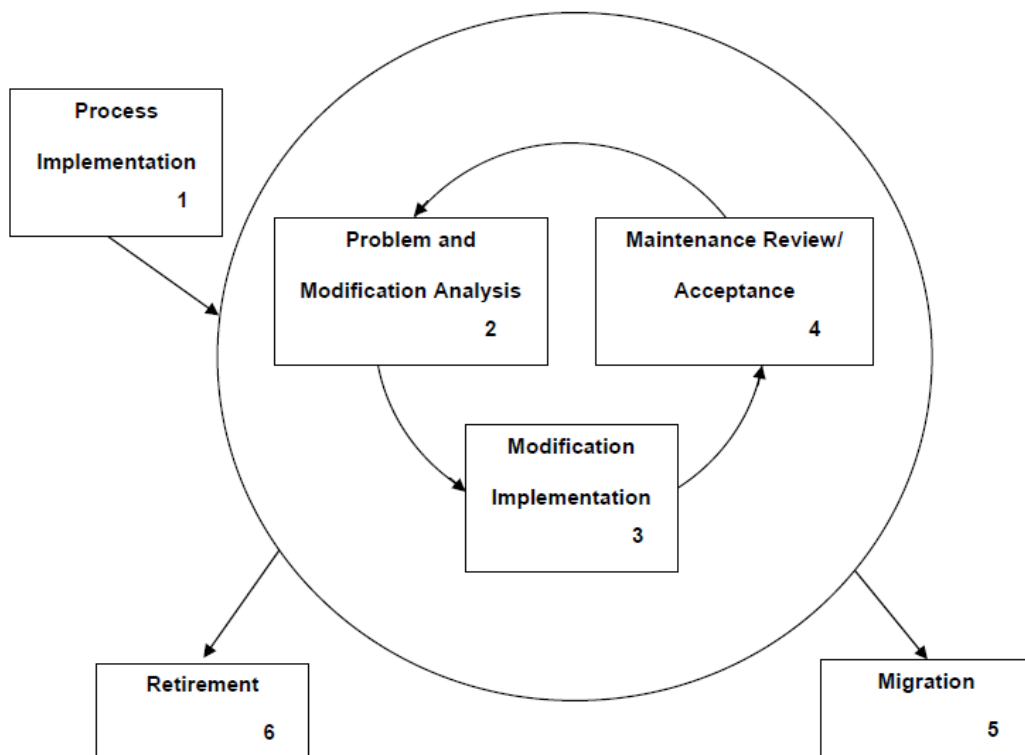 Process
Implementation
1
Problem and
Modification Analysis
2
Maintenance Review/
Acceptance
4
Modification
Implementation
3
Retirement
6
Migration
5